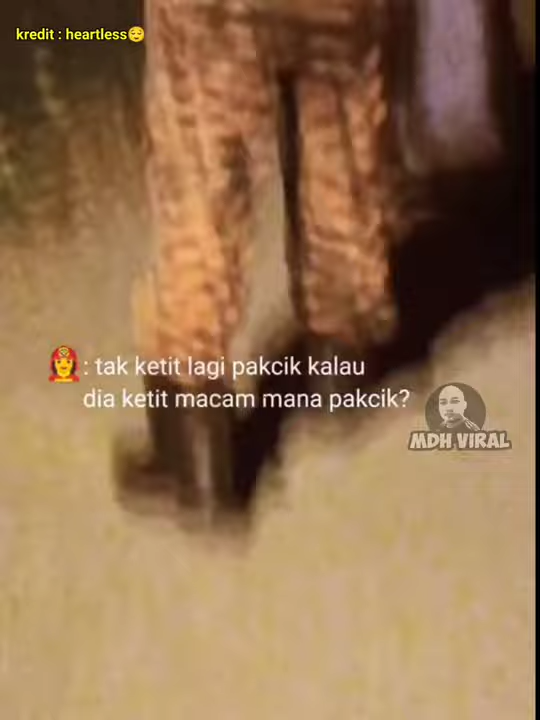 kredit : heartless😌
👩‍🚒: tak ketit lagi pakcik kalau
dia ketit macam mana pakcik?
MDH VIRAL